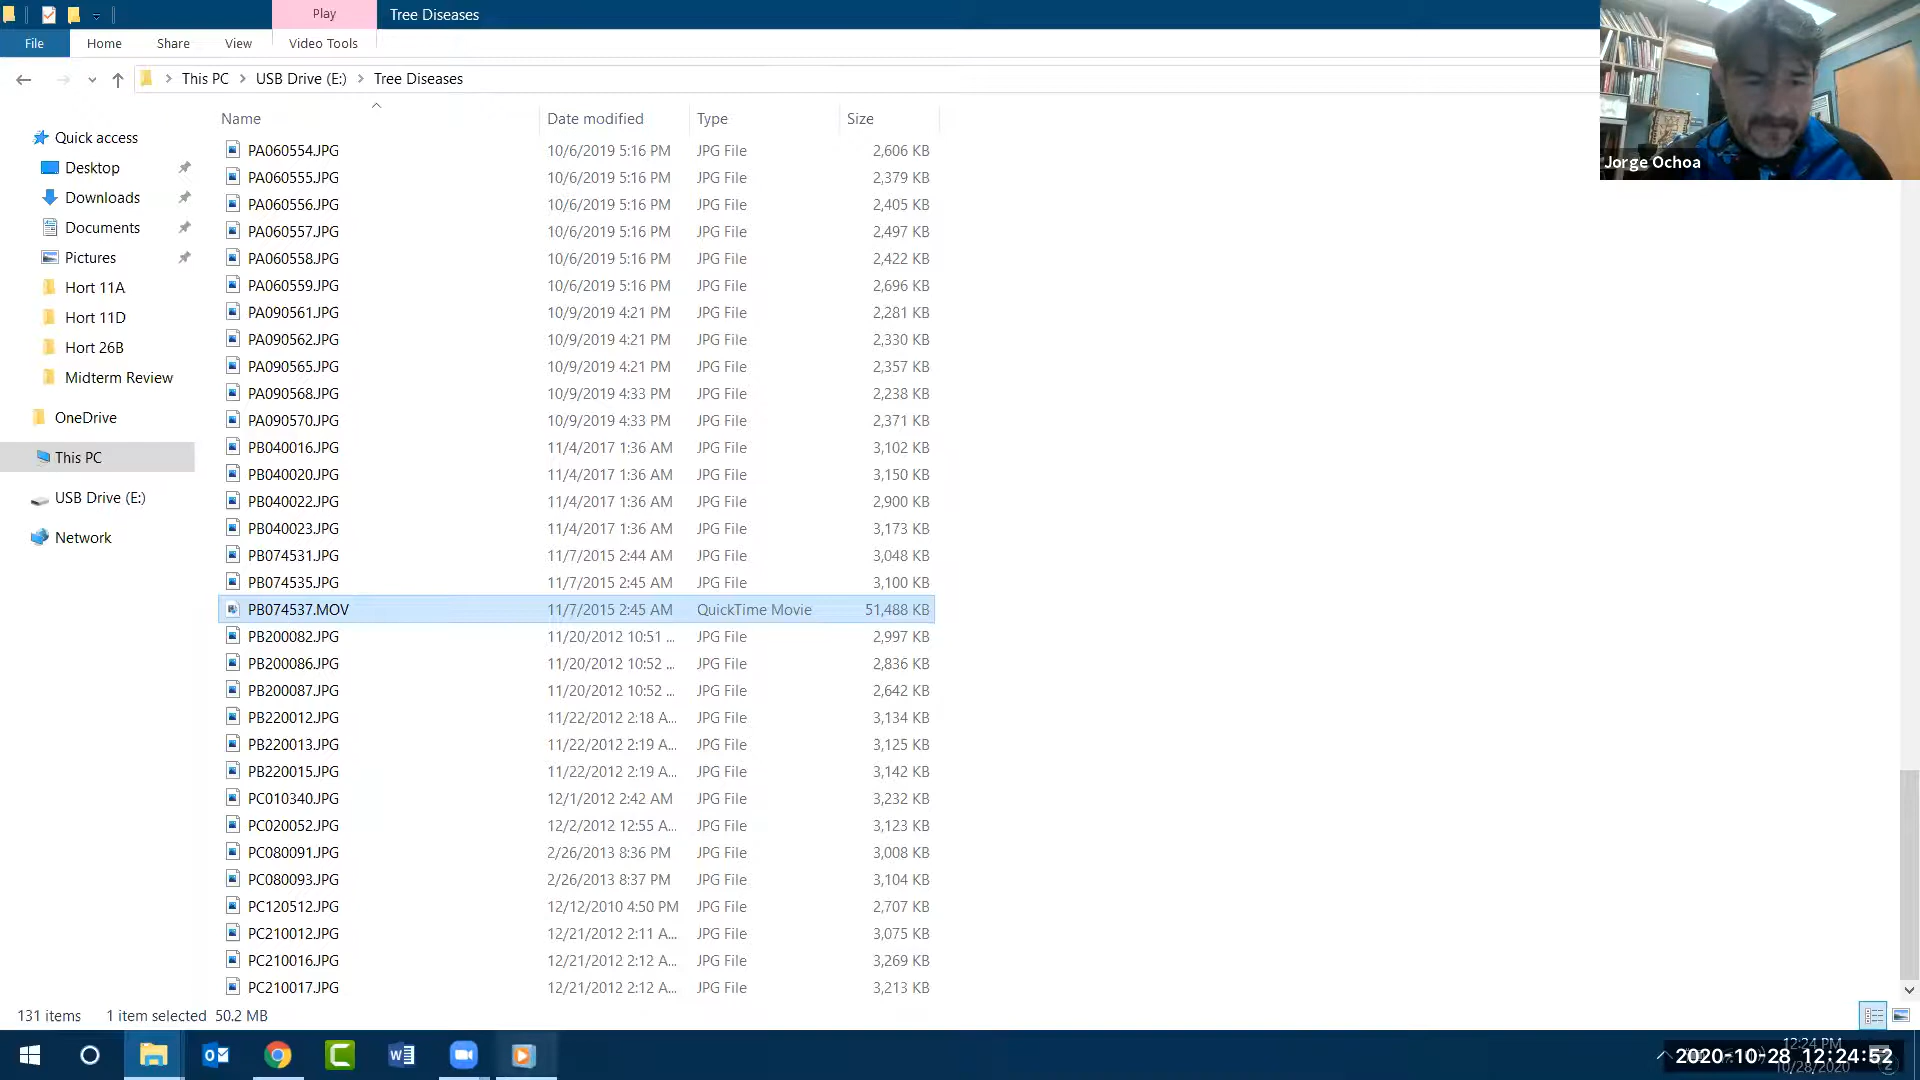 Play
Tree Diseases
File
Home
Share
View
Video Tools
This PC
USB Drive (E:)
Tree Diseases
Jorge Ochoa
Name
Date modified
Type
Size
Quick access
Desktop
Downloads
Documents
Pictures
Hort 11A
Hort 11D
Hort 26B
Midterm Review
OneDrive
This PC
USB Drive (E:)
Network
PA060554.JPG 10/6/2019 5:16 PM JPG File 2,606 KB
PA060555.JPG 10/6/2019 5:16 PM JPG File 2,379 KB
PA060556.JPG 10/6/2019 5:16 PM JPG File 2,405 KB
PA060557.JPG 10/6/2019 5:16 PM JPG File 2,497 KB
PA060558.JPG 10/6/2019 5:16 PM JPG File 2,422 KB
PA060559.JPG 10/6/2019 5:16 PM JPG File 2,696 KB
PA090561.JPG 10/9/2019 4:21 PM JPG File 2,281 KB
PA090562.JPG 10/9/2019 4:21 PM JPG File 2,330 KB
PA090565.JPG 10/9/2019 4:21 PM JPG File 2,357 KB
PA090568.JPG 10/9/2019 4:33 PM JPG File 2,238 KB
PA090570.JPG 10/9/2019 4:33 PM JPG File 2,371 KB
PB040016.JPG 11/4/2017 1:36 AM JPG File 3,102 KB
PB040020.JPG 11/4/2017 1:36 AM JPG File 3,150 KB
PB040022.JPG 11/4/2017 1:36 AM JPG File 2,900 KB
PB040023.JPG 11/4/2017 1:36 AM JPG File 3,173 KB
PB074531.JPG 11/7/2015 2:44 AM JPG File 3,048 KB
PB074535.JPG 11/7/2015 2:45 AM JPG File 3,100 KB
PB074537.MOV 11/7/2015 2:45 AM QuickTime Movie 51,488 KB
PB200082.JPG 11/20/2012 10:51 ... JPG File 2,997 KB
PB200086.JPG 11/20/2012 10:52 ... JPG File 2,836 KB
PB200087.JPG 11/20/2012 10:52 ... JPG File 2,642 KB
PB220012.JPG 11/22/2012 2:18 A... JPG File 3,134 KB
PB220013.JPG 11/22/2012 2:19 A... JPG File 3,125 KB
PB220015.JPG 11/22/2012 2:19 A... JPG File 3,142 KB
PC010340.JPG 12/1/2012 2:42 AM JPG File 3,232 KB
PC020052.JPG 12/2/2012 12:55 A... JPG File 3,123 KB
PC080091.JPG 2/26/2013 8:36 PM JPG File 3,008 KB
PC080093.JPG 2/26/2013 8:37 PM JPG File 3,104 KB
PC120512.JPG 12/12/2010 4:50 PM JPG File 2,707 KB
PC210012.JPG 12/21/2012 2:11 A... JPG File 3,075 KB
PC210016.JPG 12/21/2012 2:12 A... JPG File 3,269 KB
PC210017.JPG 12/21/2012 2:12 A... JPG File 3,213 KB
131 items 1 item selected 50.2 MB
12:24 PM
2020-10-28 12:24:52
10/28/2020
2